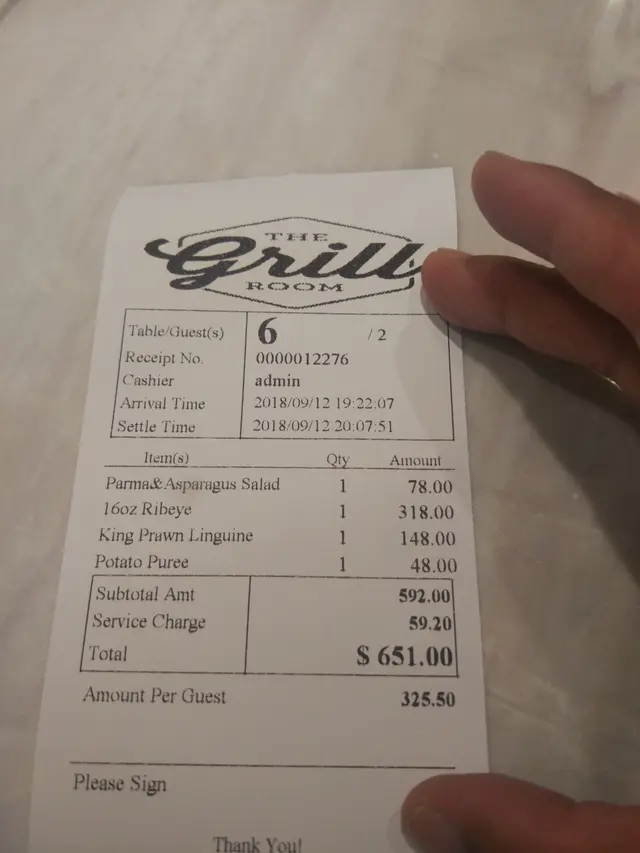 THE
Grill
ROOM
Table/Guest(s) 6 / 2
Receipt No. 0000012276
Cashier admin
Arrival Time 2018/09/12 19:22:07
Settle Time 2018/09/12 20:07:51
Item(s) Qty Amount
Parma&Asparagus Salad 1 78.00
16oz Ribeye 1 318.00
King Prawn Linguine 1 148.00
Potato Puree 1 48.00
Subtotal Amt 592.00
Service Charge 59.20
Total $ 651.00
Amount Per Guest 325.50
Please Sign
Thank You!